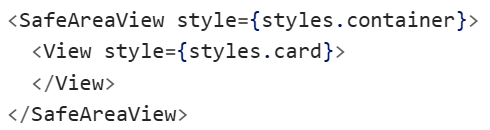 <SafeAreaView style={styles.container}>
  <View style={styles.card}>
  </View>
</SafeAreaView>